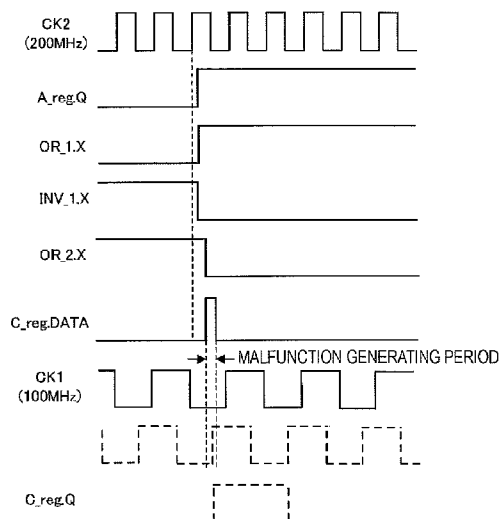 CK2
(200MHz)
A_reg.Q
OR_1.X
INV_1.X
OR_2.X
C_reg.DATA
MALFUNCTION GENERATING PERIOD
CK1
(100MHz)
C_reg.Q